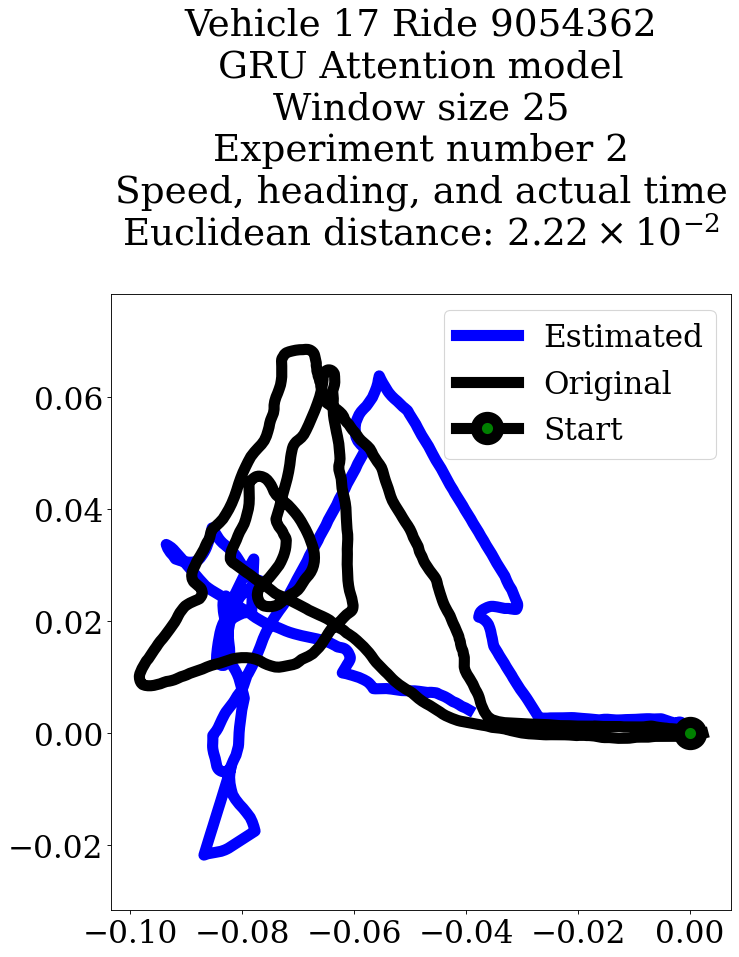 Vehicle 17 Ride 9054362
GRU Attention model
Window size 25
Experiment number 2
Speed, heading, and actual time
Euclidean distance: 2.22 × 10⁻²
Estimated
Original
Start
0.06
0.04
0.02
0.00
−0.02
−0.10 −0.08 −0.06 −0.04 −0.02 0.00